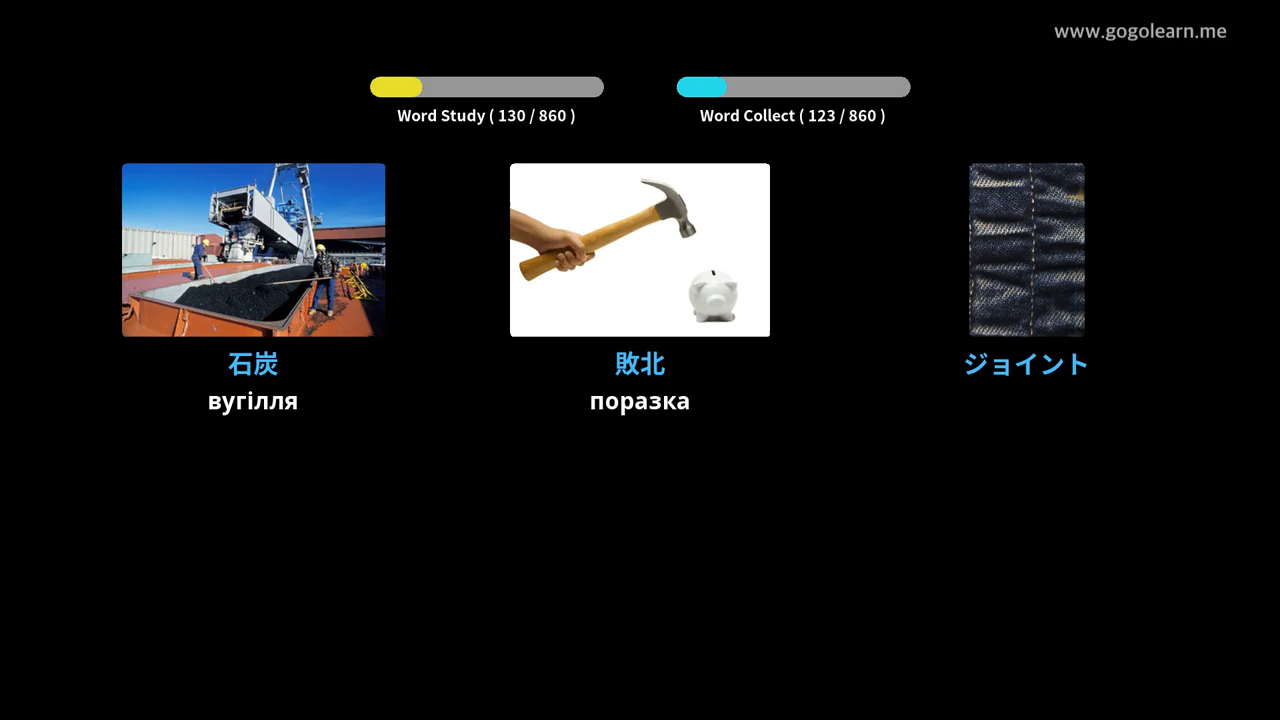 www.gogolearn.me
Word Study ( 130 / 860 )
Word Collect ( 123 / 860 )
石炭
вугілля
敗北
поразка
ジョイント